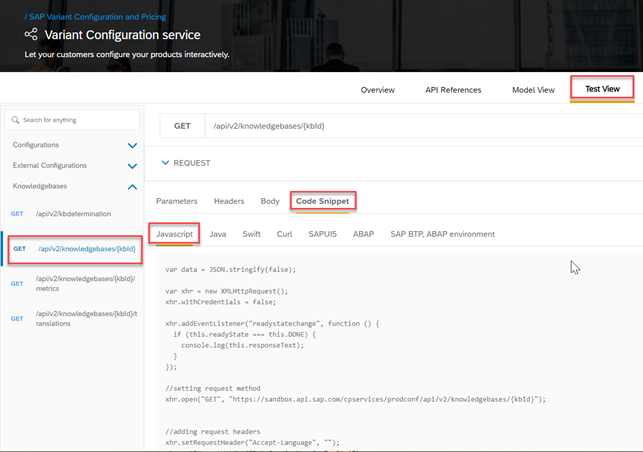 / SAP Variant Configuration and Pricing
Variant Configuration service
Let your customers configure your products interactively.
Overview API References Model View Test View
Search for anything
Configurations
External Configurations
Knowledgebases
GET /api/v2/kbdetermination
GET /api/v2/knowledgebases/{kbId}
GET /api/v2/knowledgebases/{kbId}/
metrics
GET /api/v2/knowledgebases/{kbId}/t
ranslations
GET /api/v2/knowledgebases/{kbId}
REQUEST
Parameters Headers Body Code Snippet
Javascript Java Swift Curl SAPUI5 ABAP SAP BTP, ABAP environment
var data = JSON.stringify(false);
var xhr = new XMLHttpRequest();
xhr.withCredentials = false;
xhr.addEventListener("readystatechange", function () {
if (this.readyState === this.DONE) {
console.log(this.responseText);
}
});
//setting request method
xhr.open("GET", "https://sandbox.api.sap.com/cpservices/prodconf/api/v2/knowledgebases/{kbId}");
//adding request headers
xhr.setRequestHeader("Accept-Language", "");